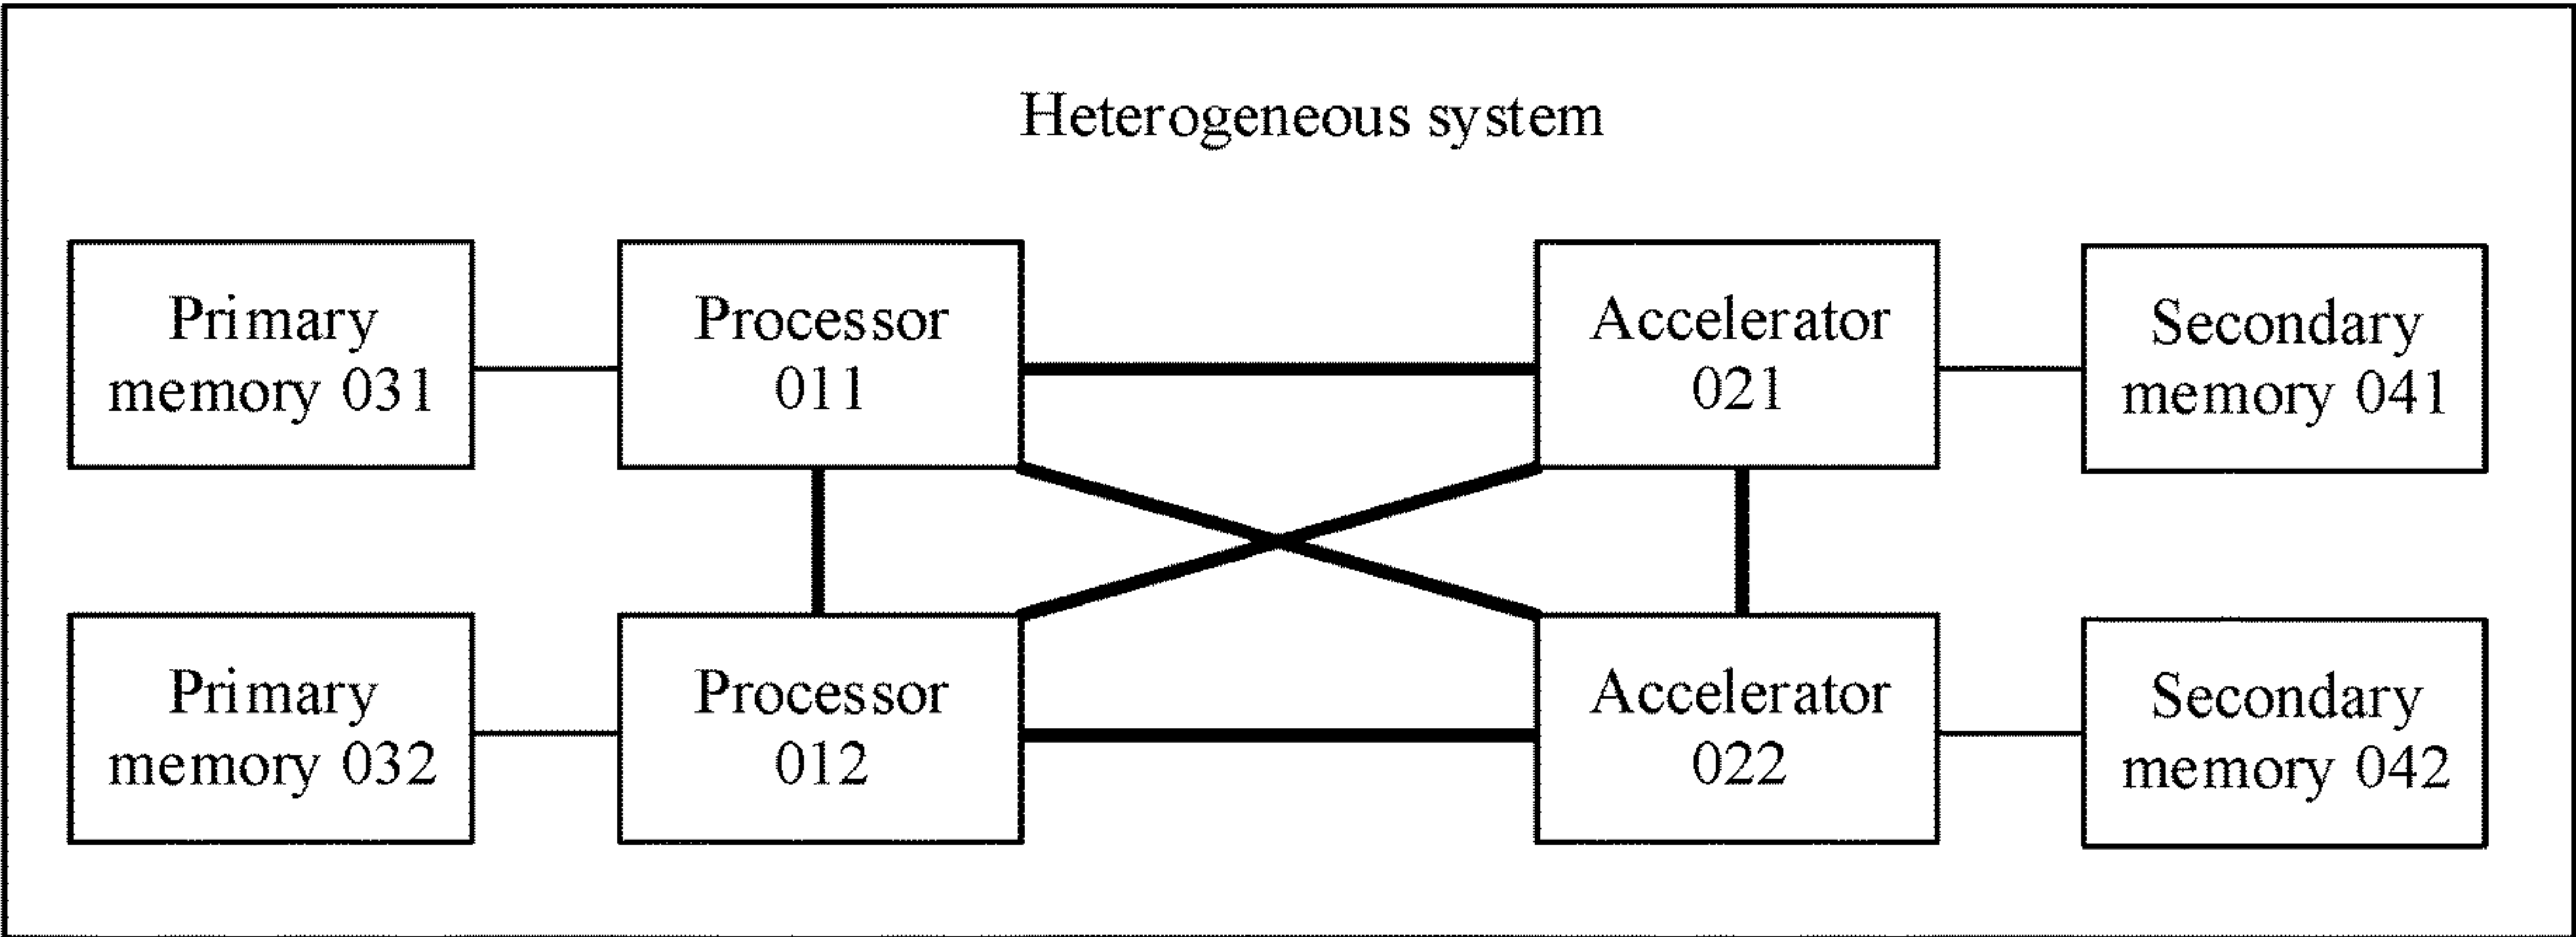 Heterogeneous system
Primary
memory 031
Processor
011
Accelerator
021
Secondary
memory 041
Primary
memory 032
Processor
012
Accelerator
022
Secondary
memory 042